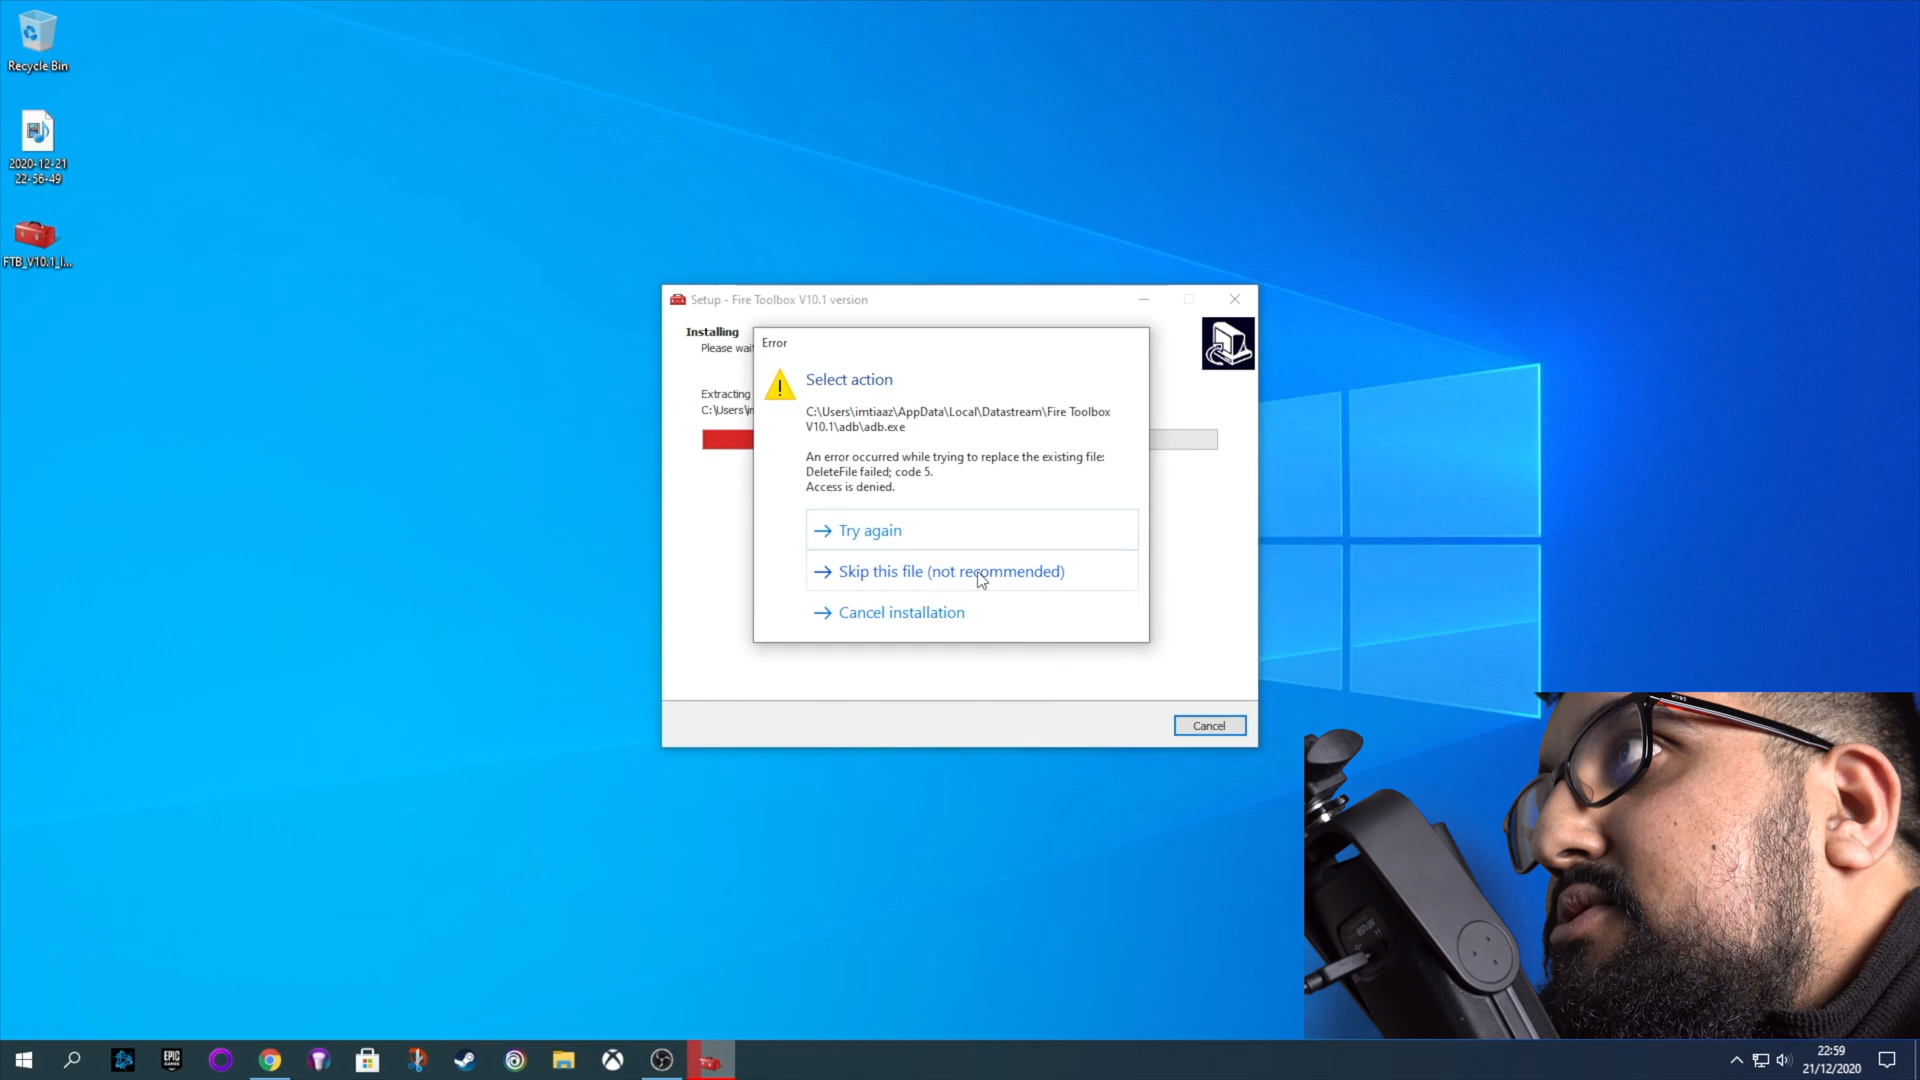 Recycle Bin
2020-12-21
22-56-49
FTB_V10.1_I...
Setup - Fire Toolbox V10.1 version
Installing
Please wai
Extracting
C:\Users\i
Error
Select action
C:\Users\imtiaaz\AppData\Local\Datastream\Fire Toolbox
V10.1\adb\adb.exe
An error occurred while trying to replace the existing file:
DeleteFile failed; code 5.
Access is denied.
Try again
Skip this file (not recommended)
Cancel installation
Cancel
EPIC
GAMES
22:59
21/12/2020